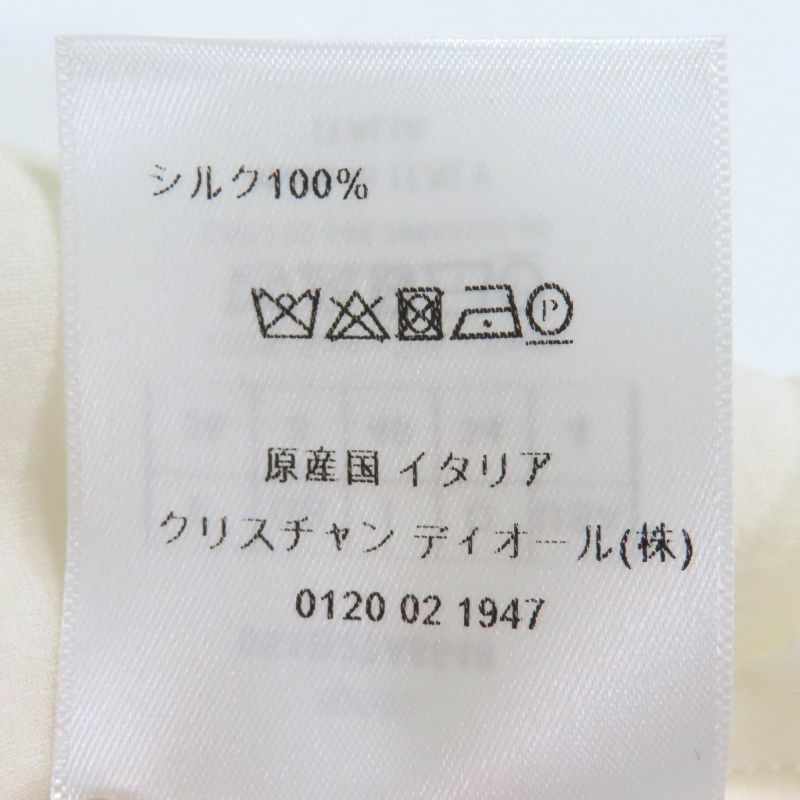 シルク100%
P
原産国 イタリア
クリスチャン ディオール(株)
0120 02 1947